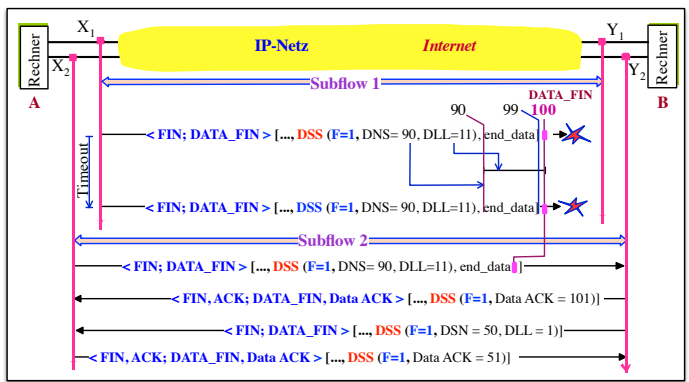 X1 IP-Netz Internet Y1
Rechner Rechner
X2 Y2
A Subflow 1 B
DATA_FIN
90 99 100
< FIN; DATA_FIN > [..., DSS (F=1, DNS= 90, DLL=11), end_data]
Timeout
< FIN; DATA_FIN > [..., DSS (F=1, DNS= 90, DLL=11), end_data]
Subflow 2
< FIN; DATA_FIN> [..., DSS (F=1, DNS= 90, DLL=11), end_data ]
< FIN, ACK; DATA_FIN, Data ACK > [..., DSS (F=1, Data ACK = 101)]
< FIN; DATA_FIN > [..., DSS (F=1, DSN = 50, DLL = 1)]
< FIN, ACK; DATA_FIN, Data ACK > [..., DSS (F=1, Data ACK = 51)]